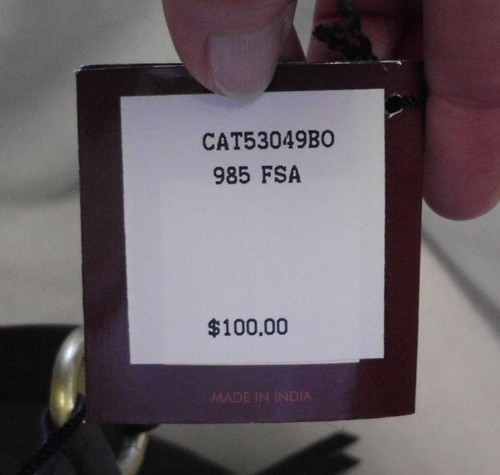 CAT53049BO
985 FSA
$100.00
MADE IN INDIA